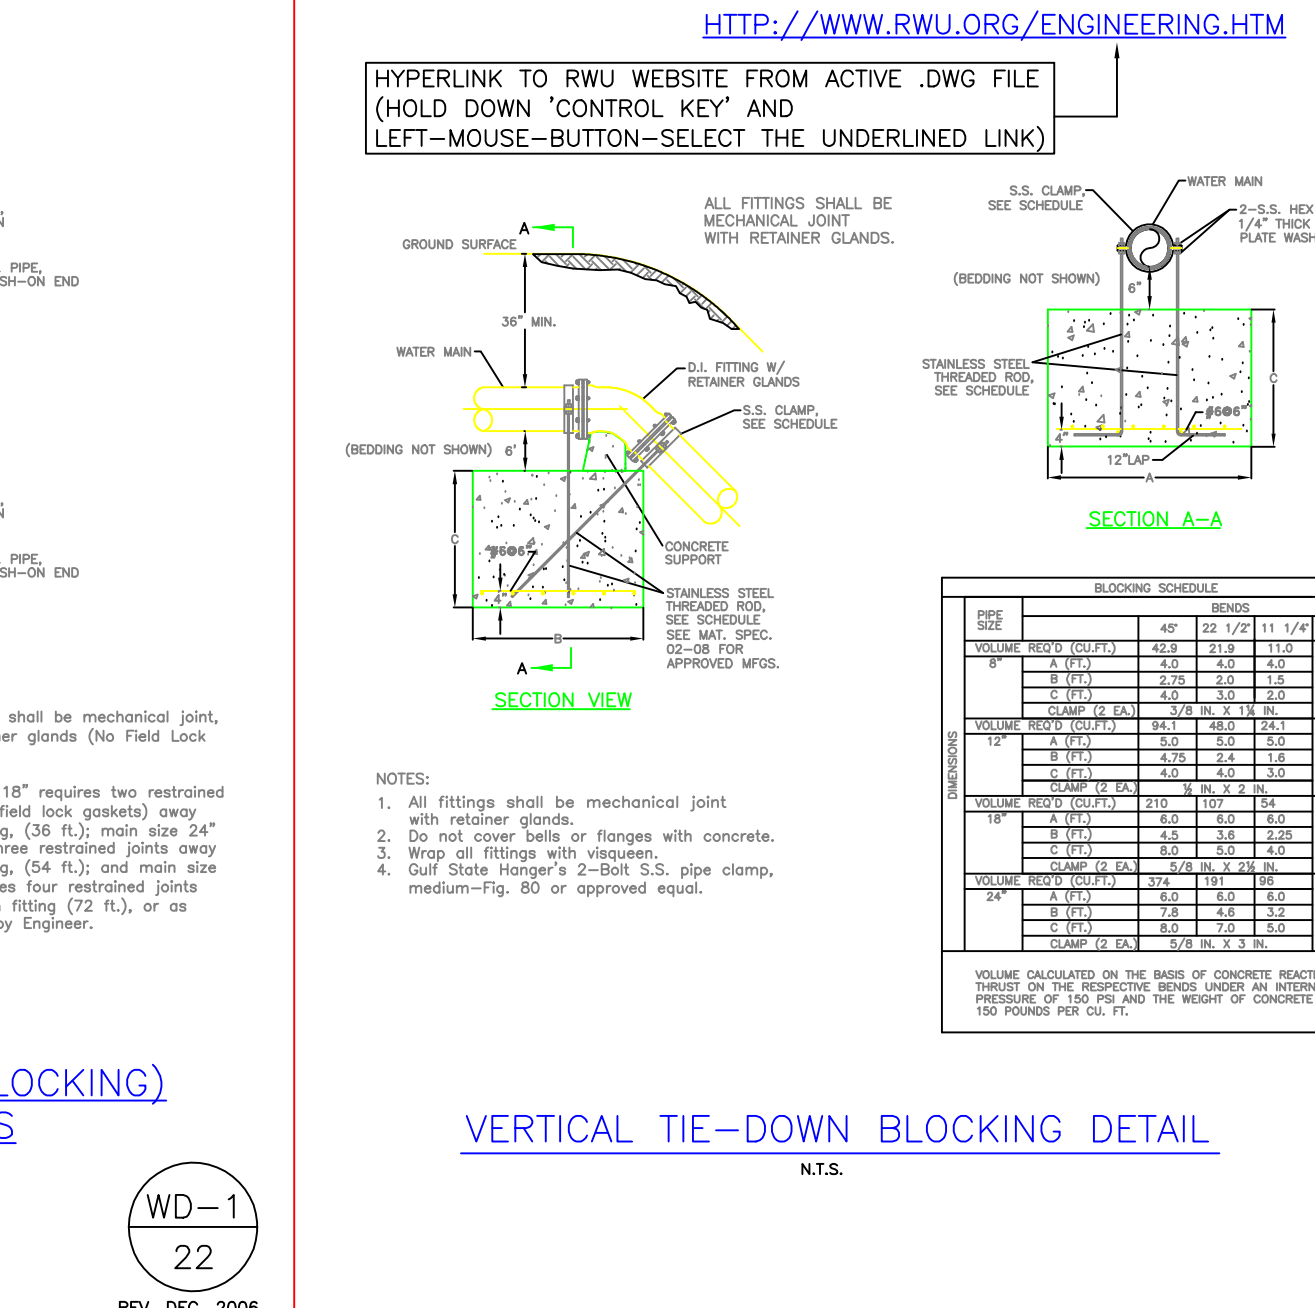 HTTP://WWW.RWU.ORG/ENGINEERING.HTM
HYPERLINK TO RWU WEBSITE FROM ACTIVE .DWG FILE
(HOLD DOWN 'CONTROL KEY' AND
LEFT-MOUSE-BUTTON-SELECT THE UNDERLINED LINK)
PIPE,
SH-ON END
PIPE,
SH-ON END
shall be mechanical joint,
er glands (No Field Lock
18" requires two restrained
field lock gaskets) away
g, (36 ft.); main size 24"
hree restrained joints away
g, (54 ft.); and main size
es four restrained joints
fitting (72 ft.), or as
by Engineer.
LOCKING)
S
WD-1
22
REV. DEC. 2006
ALL FITTINGS SHALL BE
MECHANICAL JOINT
WITH RETAINER GLANDS.
A
GROUND SURFACE
36" MIN.
WATER MAIN
D.I. FITTING W/
RETAINER GLANDS
S.S. CLAMP,
SEE SCHEDULE
(BEDDING NOT SHOWN) 6'
C
#6@6"
4"
CONCRETE
SUPPORT
STAINLESS STEEL
THREADED ROD,
SEE SCHEDULE
SEE MAT. SPEC.
02-08 FOR
APPROVED MFGS.
B
A
SECTION VIEW
S.S. CLAMP,
SEE SCHEDULE
WATER MAIN
2-S.S. HEX
1/4" THICK
PLATE WASH
(BEDDING NOT SHOWN)
6"
STAINLESS STEEL
THREADED ROD,
SEE SCHEDULE
C
#6@6"
4"
12"LAP
A
SECTION A-A
NOTES:
1. All fittings shall be mechanical joint
with retainer glands.
2. Do not cover bells or flanges with concrete.
3. Wrap all fittings with visqueen.
4. Gulf State Hanger's 2-Bolt S.S. pipe clamp,
medium-Fig. 80 or approved equal.
BLOCKING SCHEDULE
DIMENSIONS
PIPE
SIZE
BENDS
45° 22 1/2° 11 1/4°
VOLUME REQ'D (CU.FT.) 42.9 21.9 11.0
8" A (FT.) 4.0 4.0 4.0
B (FT.) 2.75 2.0 1.5
C (FT.) 4.0 3.0 2.0
CLAMP (2 EA.) 3/8 IN. X 1¼ IN.
VOLUME REQ'D (CU.FT.) 94.1 48.0 24.1
12" A (FT.) 5.0 5.0 5.0
B (FT.) 4.75 2.4 1.6
C (FT.) 4.0 4.0 3.0
CLAMP (2 EA.) ½ IN. X 2 IN.
VOLUME REQ'D (CU.FT.) 210 107 54
18" A (FT.) 6.0 6.0 6.0
B (FT.) 4.5 3.6 2.25
C (FT.) 8.0 5.0 4.0
CLAMP (2 EA.) 5/8 IN. X 2½ IN.
VOLUME REQ'D (CU.FT.) 374 191 96
24" A (FT.) 6.0 6.0 6.0
B (FT.) 7.8 4.6 3.2
C (FT.) 8.0 7.0 5.0
CLAMP (2 EA.) 5/8 IN. X 3 IN.
VOLUME CALCULATED ON THE BASIS OF CONCRETE REACTI
THRUST ON THE RESPECTIVE BENDS UNDER AN INTERN
PRESSURE OF 150 PSI AND THE WEIGHT OF CONCRETE
150 POUNDS PER CU. FT.
VERTICAL TIE-DOWN BLOCKING DETAIL
N.T.S.